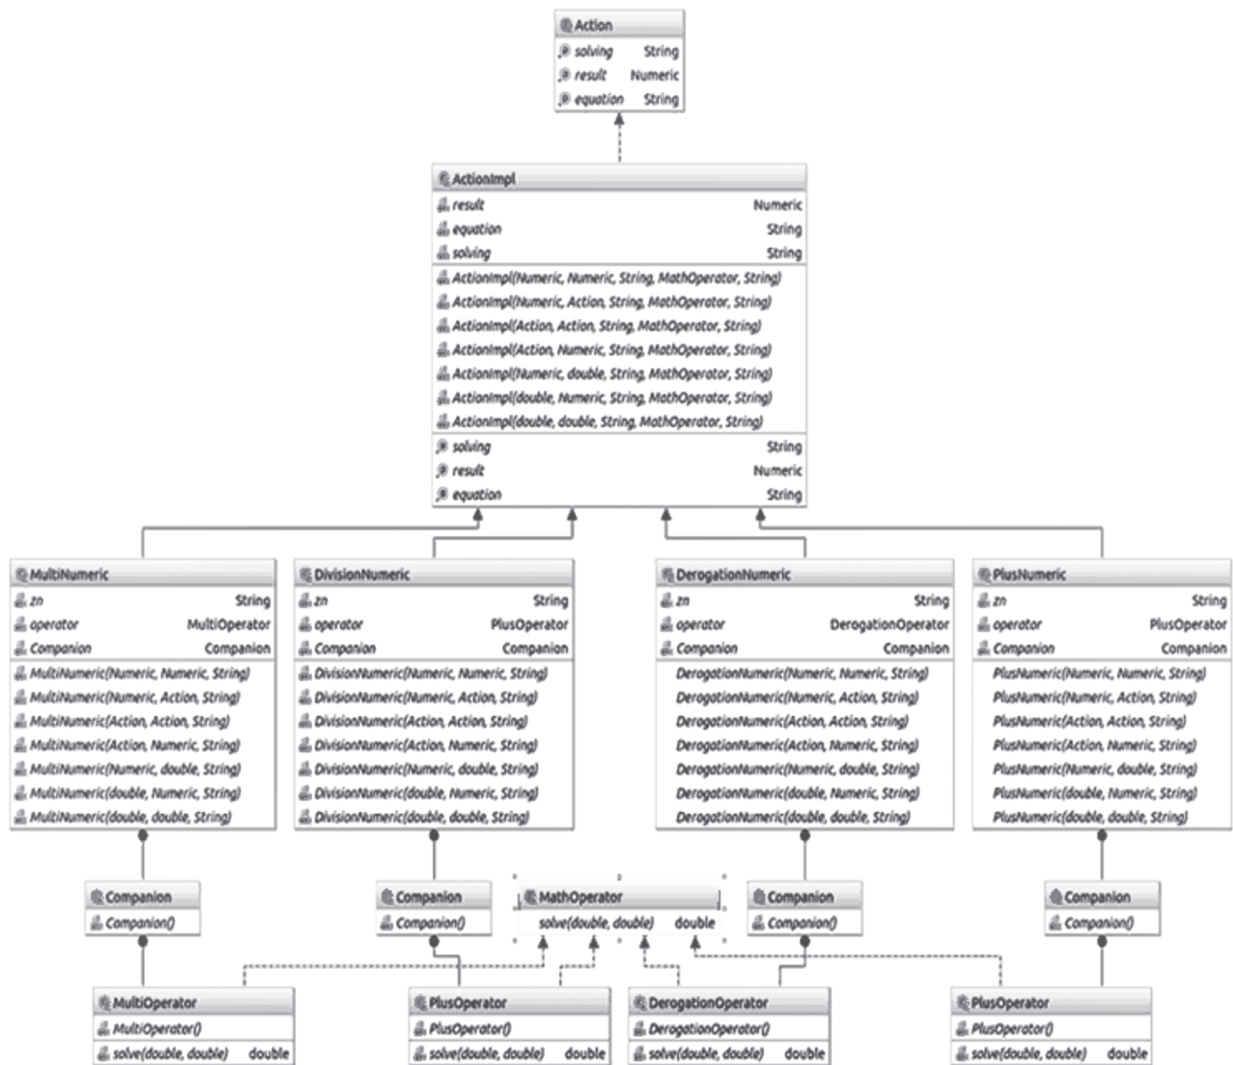 Action
solving String
result Numeric
equation String
ActionImpl
result Numeric
equation String
solving String
ActionImpl(Numeric, Numeric, String, MathOperator, String)
ActionImpl(Numeric, Action, String, MathOperator, String)
ActionImpl(Action, Action, String, MathOperator, String)
ActionImpl(Action, Numeric, String, MathOperator, String)
ActionImpl(Numeric, double, String, MathOperator, String)
ActionImpl(double, Numeric, String, MathOperator, String)
ActionImpl(double, double, String, MathOperator, String)
solving String
result Numeric
equation String
MultiNumeric
zn String
operator MultiOperator
Companion Companion
MultiNumeric(Numeric, Numeric, String)
MultiNumeric(Numeric, Action, String)
MultiNumeric(Action, Action, String)
MultiNumeric(Action, Numeric, String)
MultiNumeric(Numeric, double, String)
MultiNumeric(double, Numeric, String)
MultiNumeric(double, double, String)
DivisionNumeric
zn String
operator PlusOperator
Companion Companion
DivisionNumeric(Numeric, Numeric, String)
DivisionNumeric(Numeric, Action, String)
DivisionNumeric(Action, Action, String)
DivisionNumeric(Action, Numeric, String)
DivisionNumeric(Numeric, double, String)
DivisionNumeric(double, Numeric, String)
DivisionNumeric(double, double, String)
DerogationNumeric
zn String
operator DerogationOperator
Companion Companion
DerogationNumeric(Numeric, Numeric, String)
DerogationNumeric(Numeric, Action, String)
DerogationNumeric(Action, Action, String)
DerogationNumeric(Action, Numeric, String)
DerogationNumeric(Numeric, double, String)
DerogationNumeric(double, Numeric, String)
DerogationNumeric(double, double, String)
PlusNumeric
zn String
operator PlusOperator
Companion Companion
PlusNumeric(Numeric, Numeric, String)
PlusNumeric(Numeric, Action, String)
PlusNumeric(Action, Action, String)
PlusNumeric(Action, Numeric, String)
PlusNumeric(Numeric, double, String)
PlusNumeric(double, Numeric, String)
PlusNumeric(double, double, String)
Companion
Companion()
Companion
Companion()
MathOperator
solve(double, double) double
Companion
Companion()
Companion
Companion()
MultiOperator
MultiOperator()
solve(double, double) double
PlusOperator
PlusOperator()
solve(double, double) double
DerogationOperator
DerogationOperator()
solve(double, double) double
PlusOperator
PlusOperator()
solve(double, double) double